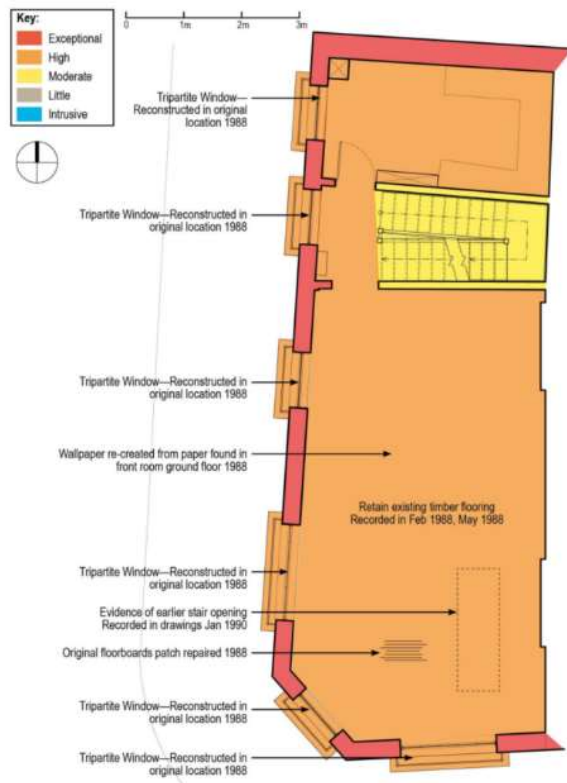 Key:
Exceptional
High
Moderate
Little
Intrusive
0
1m
2m
3m
Tripartite Window—
Reconstructed in original
location 1988
Tripartite Window—Reconstructed in
original location 1988
Tripartite Window—Reconstructed in
original location 1988
Wallpaper re-created from paper found in
front room ground floor 1988
Retain existing timber flooring
Recorded in Feb 1988, May 1988
Tripartite Window—Reconstructed in
original location 1988
Evidence of earlier stair opening
Recorded in drawings Jan 1990
Original floorboards patch repaired 1988
Tripartite Window—Reconstructed in
original location 1988
Tripartite Window—Reconstructed in
original location 1988